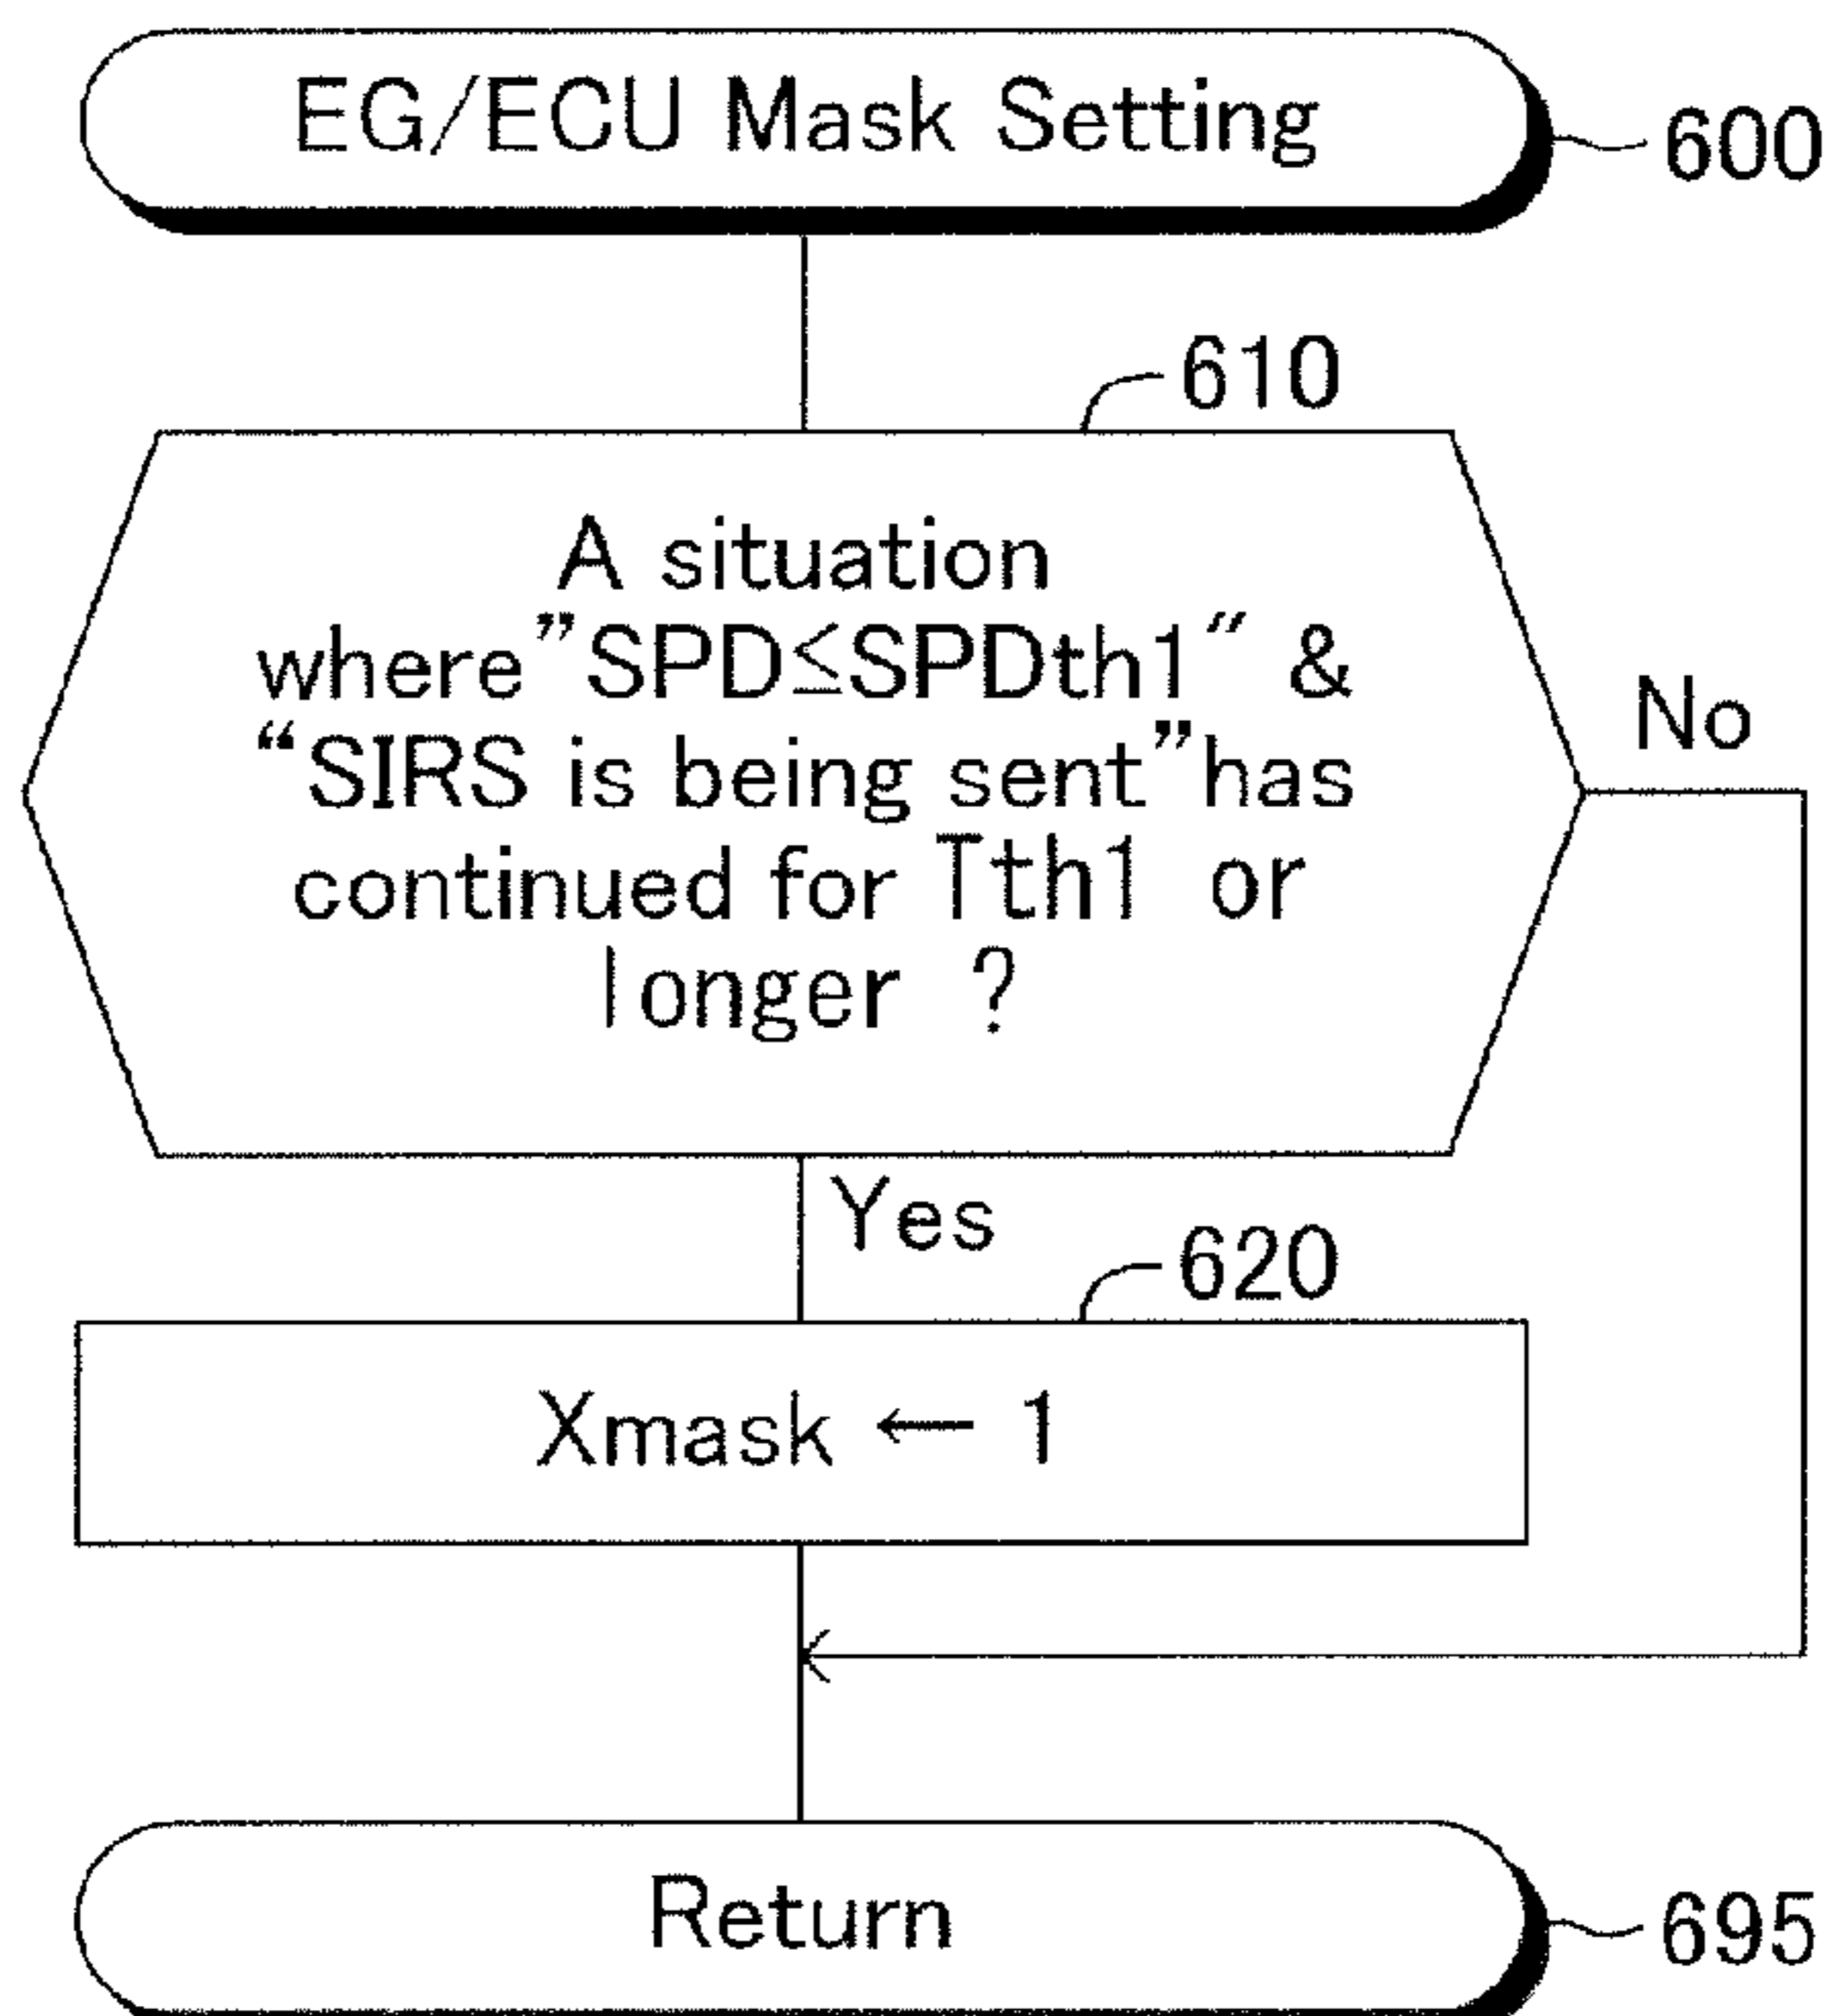 EG/ECU Mask Setting
600
610
A situation
where"SPD≦SPDth1" &
“SIRS is being sent”has
continued for Tth1 or
longer ?
No
Yes
620
Xmask ← 1
Return
695